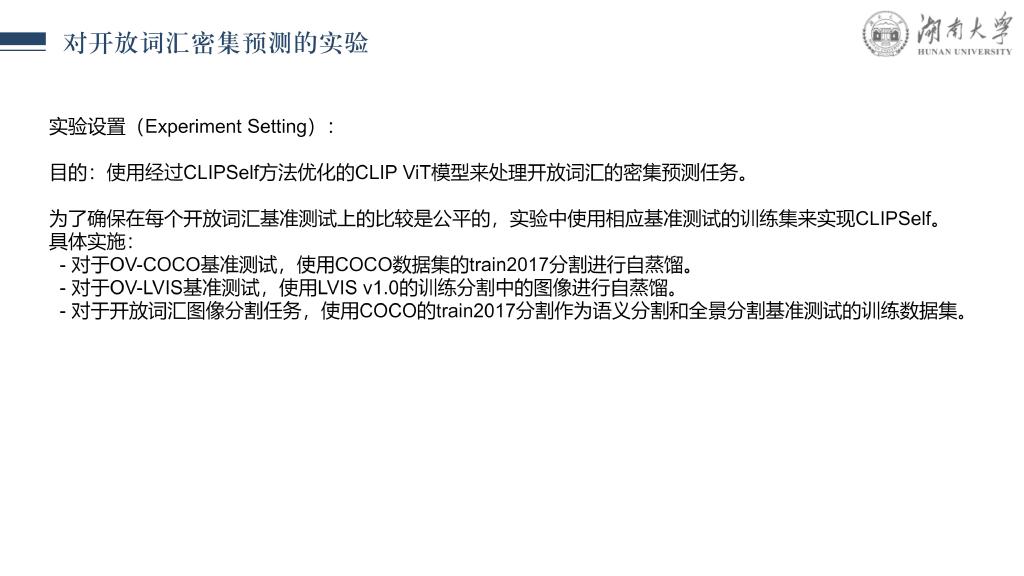 对开放词汇密集预测的实验
湖南大学
HUNAN UNIVERSITY
实验设置（Experiment Setting）：
目的：使用经过CLIPSelf方法优化的CLIP ViT模型来处理开放词汇的密集预测任务。
为了确保在每个开放词汇基准测试上的比较是公平的，实验中使用相应基准测试的训练集来实现CLIPSelf。
具体实施：
- 对于OV-COCO基准测试，使用COCO数据集的train2017分割进行自蒸馏。
- 对于OV-LVIS基准测试，使用LVIS v1.0的训练分割中的图像进行自蒸馏。
- 对于开放词汇图像分割任务，使用COCO的train2017分割作为语义分割和全景分割基准测试的训练数据集。